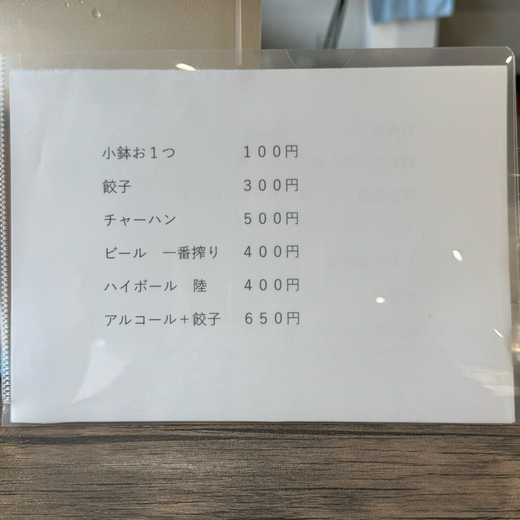 小鉢お１つ　１００円
餃子　３００円
チャーハン　５００円
ビール　一番搾り　４００円
ハイボール　陸　４００円
アルコール＋餃子　６５０円